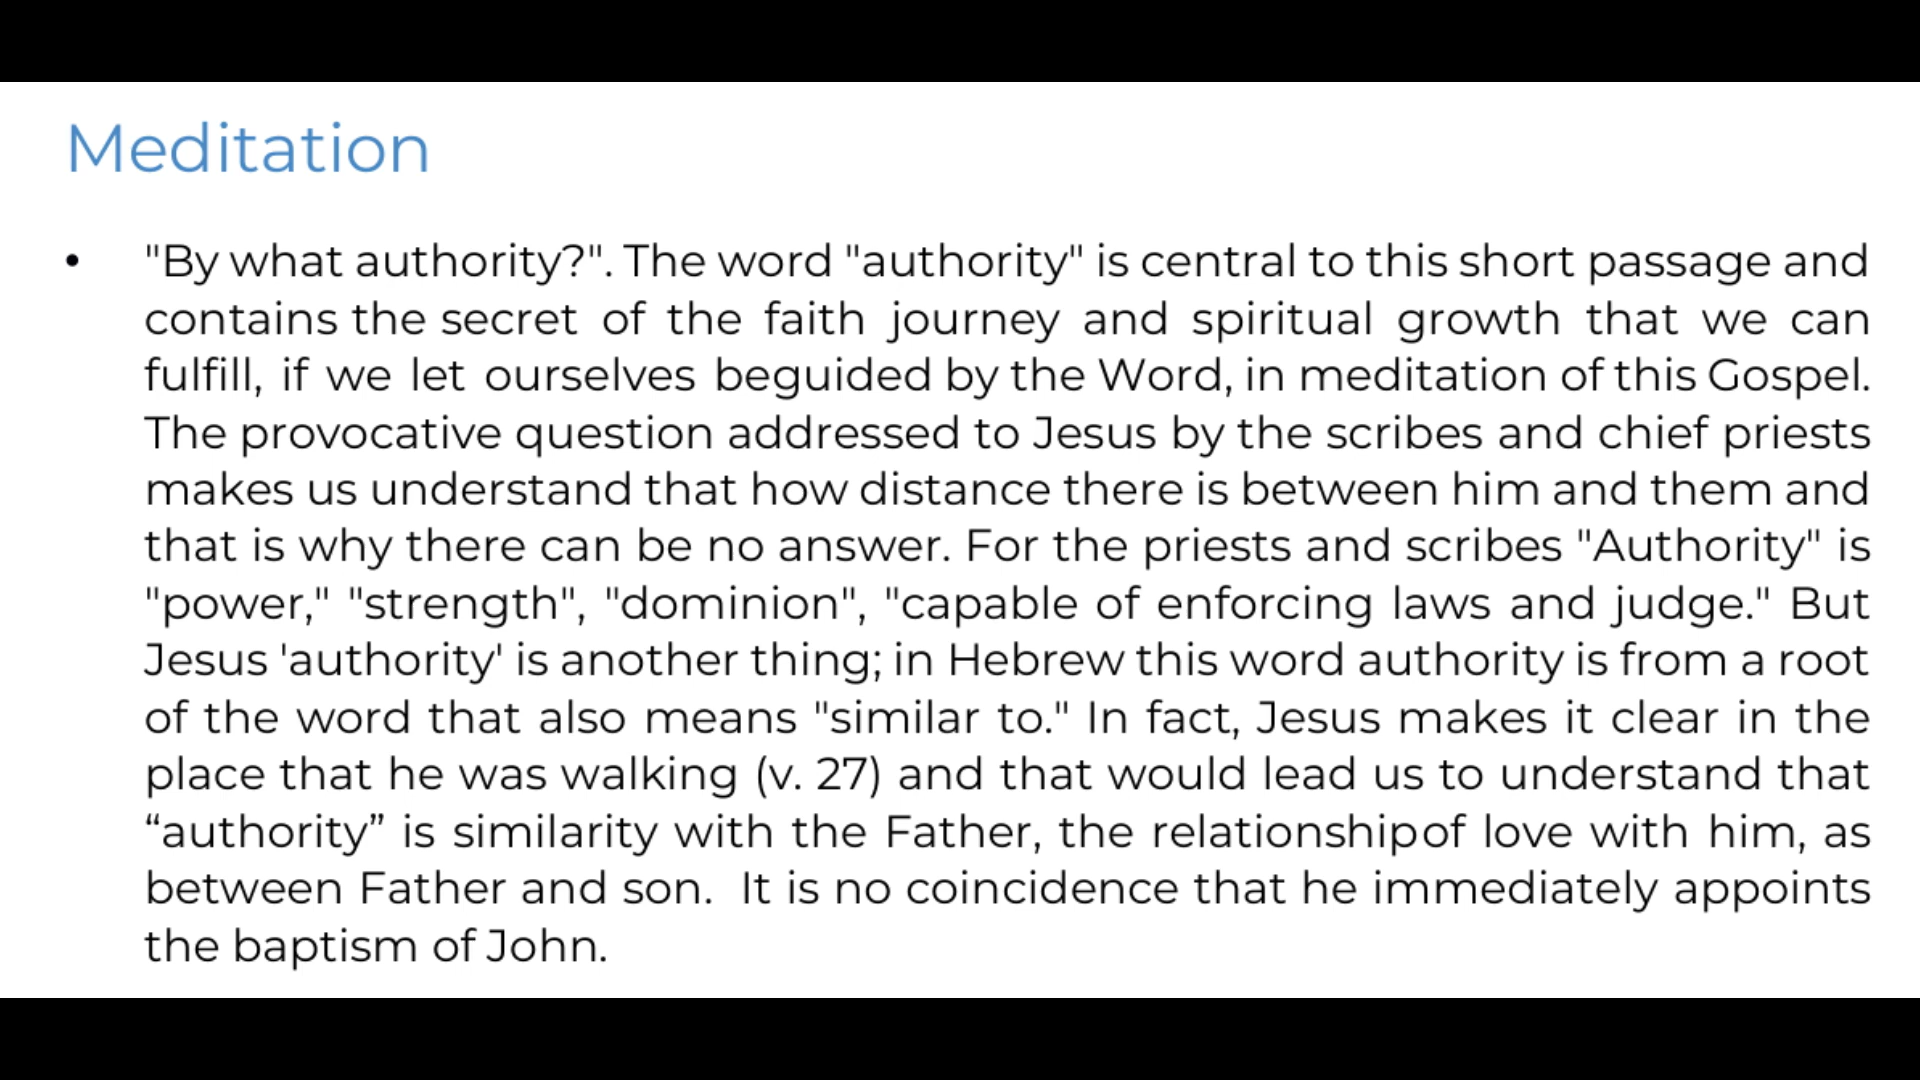 Meditation
• "By what authority?". The word "authority" is central to this short passage and
contains the secret of the faith journey and spiritual growth that we can
fulfill, if we let ourselves beguided by the Word, in meditation of this Gospel.
The provocative question addressed to Jesus by the scribes and chief priests
makes us understand that how distance there is between him and them and
that is why there can be no answer. For the priests and scribes "Authority" is
"power," "strength", "dominion", "capable of enforcing laws and judge." But
Jesus 'authority' is another thing; in Hebrew this word authority is from a root
of the word that also means "similar to." In fact, Jesus makes it clear in the
place that he was walking (v. 27) and that would lead us to understand that
“authority” is similarity with the Father, the relationshipof love with him, as
between Father and son.  It is no coincidence that he immediately appoints
the baptism of John.